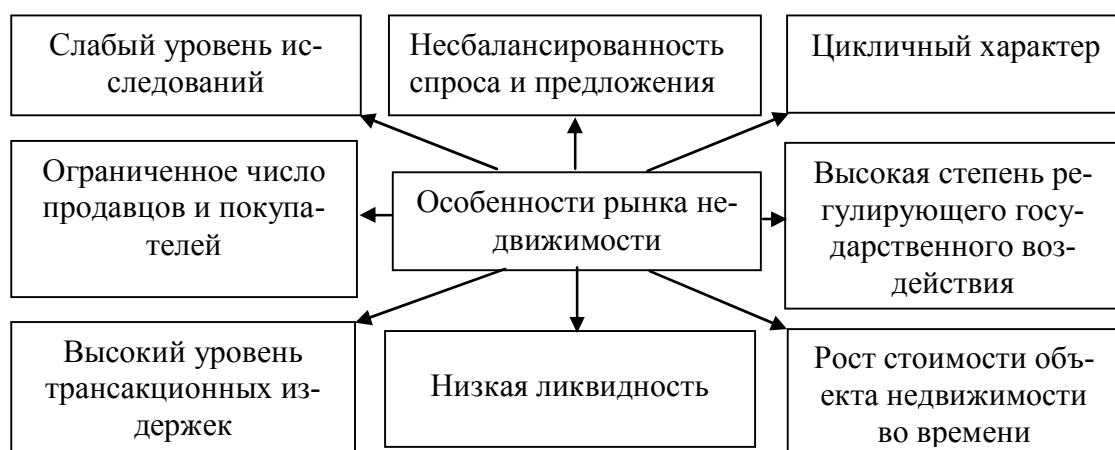 Слабый уровень ис-
следований
Несбалансированность
спроса и предложения
Цикличный характер
Ограниченное число
продавцов и покупа-
телей
Особенности рынка не-
движимости
Высокая степень ре-
гулирующего госу-
дарственного воз-
действия
Высокий уровень
трансакционных из-
держек
Низкая ликвидность
Рост стоимости объ-
екта недвижимости
во времени